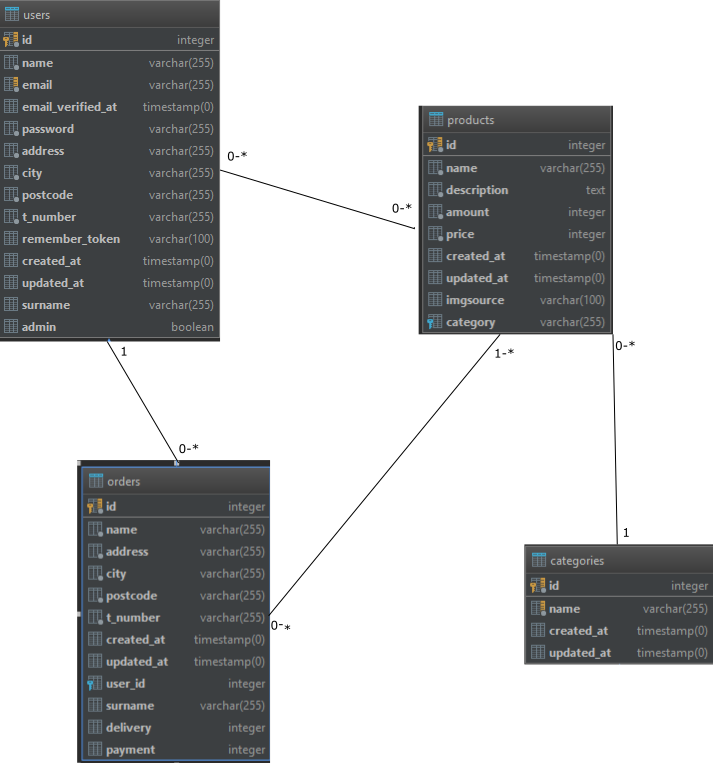 users
id integer
name varchar(255)
email varchar(255)
email_verified_at timestamp(0)
password varchar(255)
address varchar(255)
city varchar(255)
postcode varchar(255)
t_number varchar(255)
remember_token varchar(100)
created_at timestamp(0)
updated_at timestamp(0)
surname varchar(255)
admin boolean
0-*
0-*
products
id integer
name varchar(255)
description text
amount integer
price integer
created_at timestamp(0)
updated_at timestamp(0)
imgsource varchar(100)
category varchar(255)
1
0-*
1-*
0-*
0-*
1
orders
id integer
name varchar(255)
address varchar(255)
city varchar(255)
postcode varchar(255)
t_number varchar(255)
created_at timestamp(0)
updated_at timestamp(0)
user_id integer
surname varchar(255)
delivery integer
payment integer
categories
id integer
name varchar(255)
created_at timestamp(0)
updated_at timestamp(0)